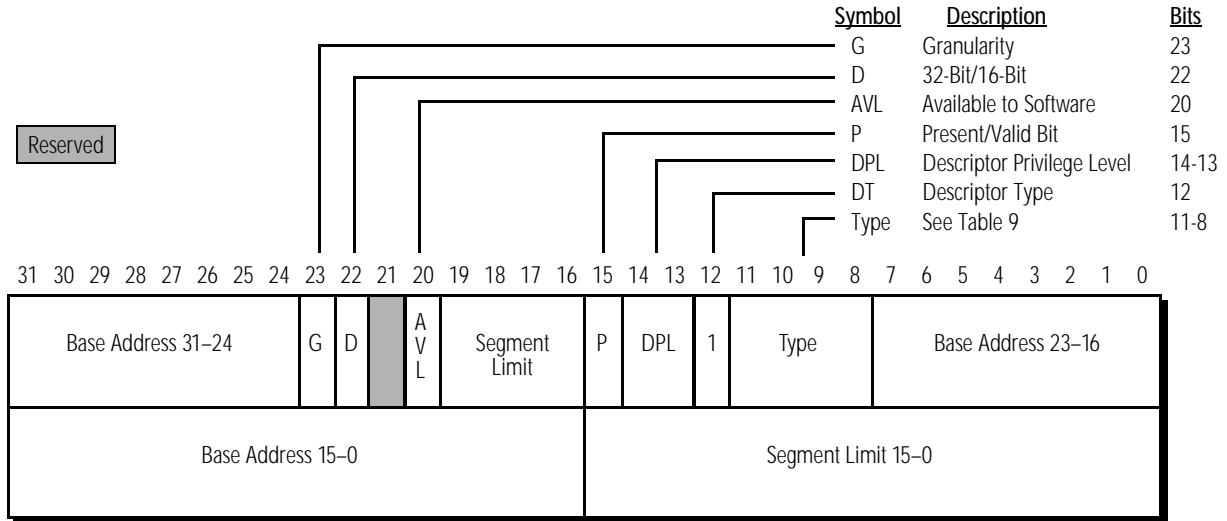 Symbol Description Bits
G Granularity 23
D 32-Bit/16-Bit 22
AVL Available to Software 20
P Present/Valid Bit 15
Reserved
DPL Descriptor Privilege Level 14-13
DT Descriptor Type 12
Type See Table 9 11-8
31 30 29 28 27 26 25 24 23 22 21 20 19 18 17 16 15 14 13 12 11 10 9 8 7 6 5 4 3 2 1 0
Base Address 31–24 G D AVL Segment Limit P DPL 1 Type Base Address 23–16
Base Address 15–0 Segment Limit 15–0